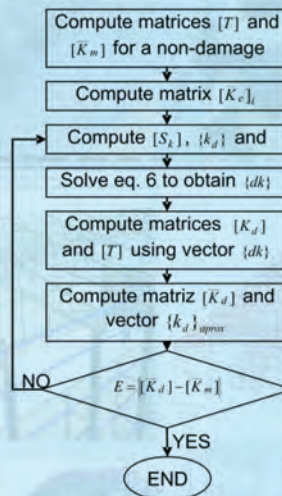 Compute matrices [T] and
[K̄m] for a non-damage
Compute matrix [Ke]i
Compute [Sk], {kd} and
Solve eq. 6 to obtain {dk}
Compute matrices [Kd]
and [T] using vector {dk}
Compute matriz [K̄d] and
vector {kd}aprox
NO
E = [K̄d] – [K̄m]
YES
END